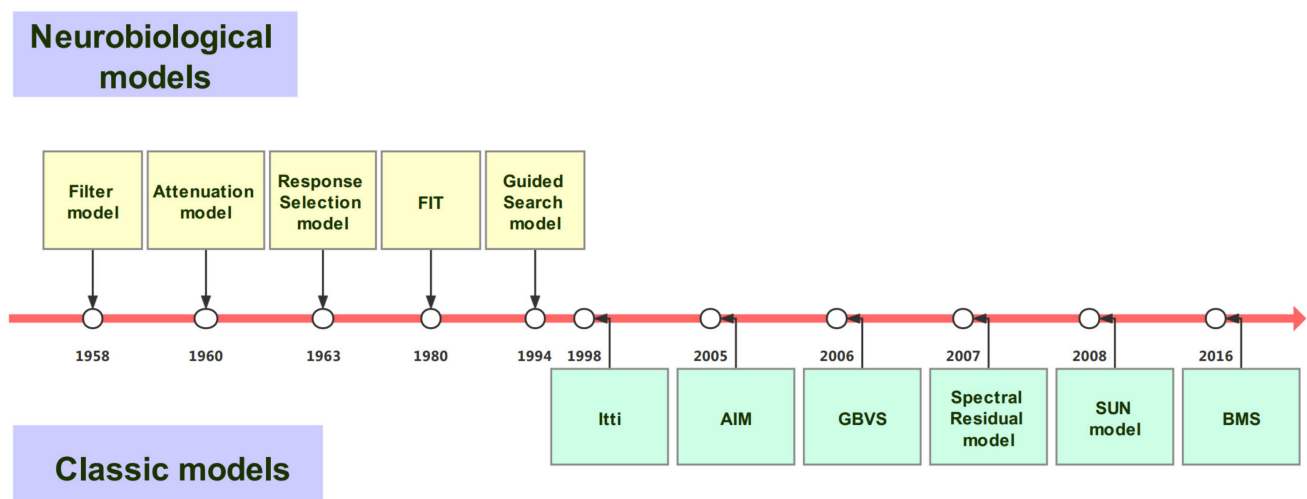 Neurobiological
models
Filter
model
Attenuation
model
Response
Selection
model
FIT
Guided
Search
model
1958
1960
1963
1980
1994
1998
2005
2006
2007
2008
2016
Itti
AIM
GBVS
Spectral
Residual
model
SUN
model
BMS
Classic models